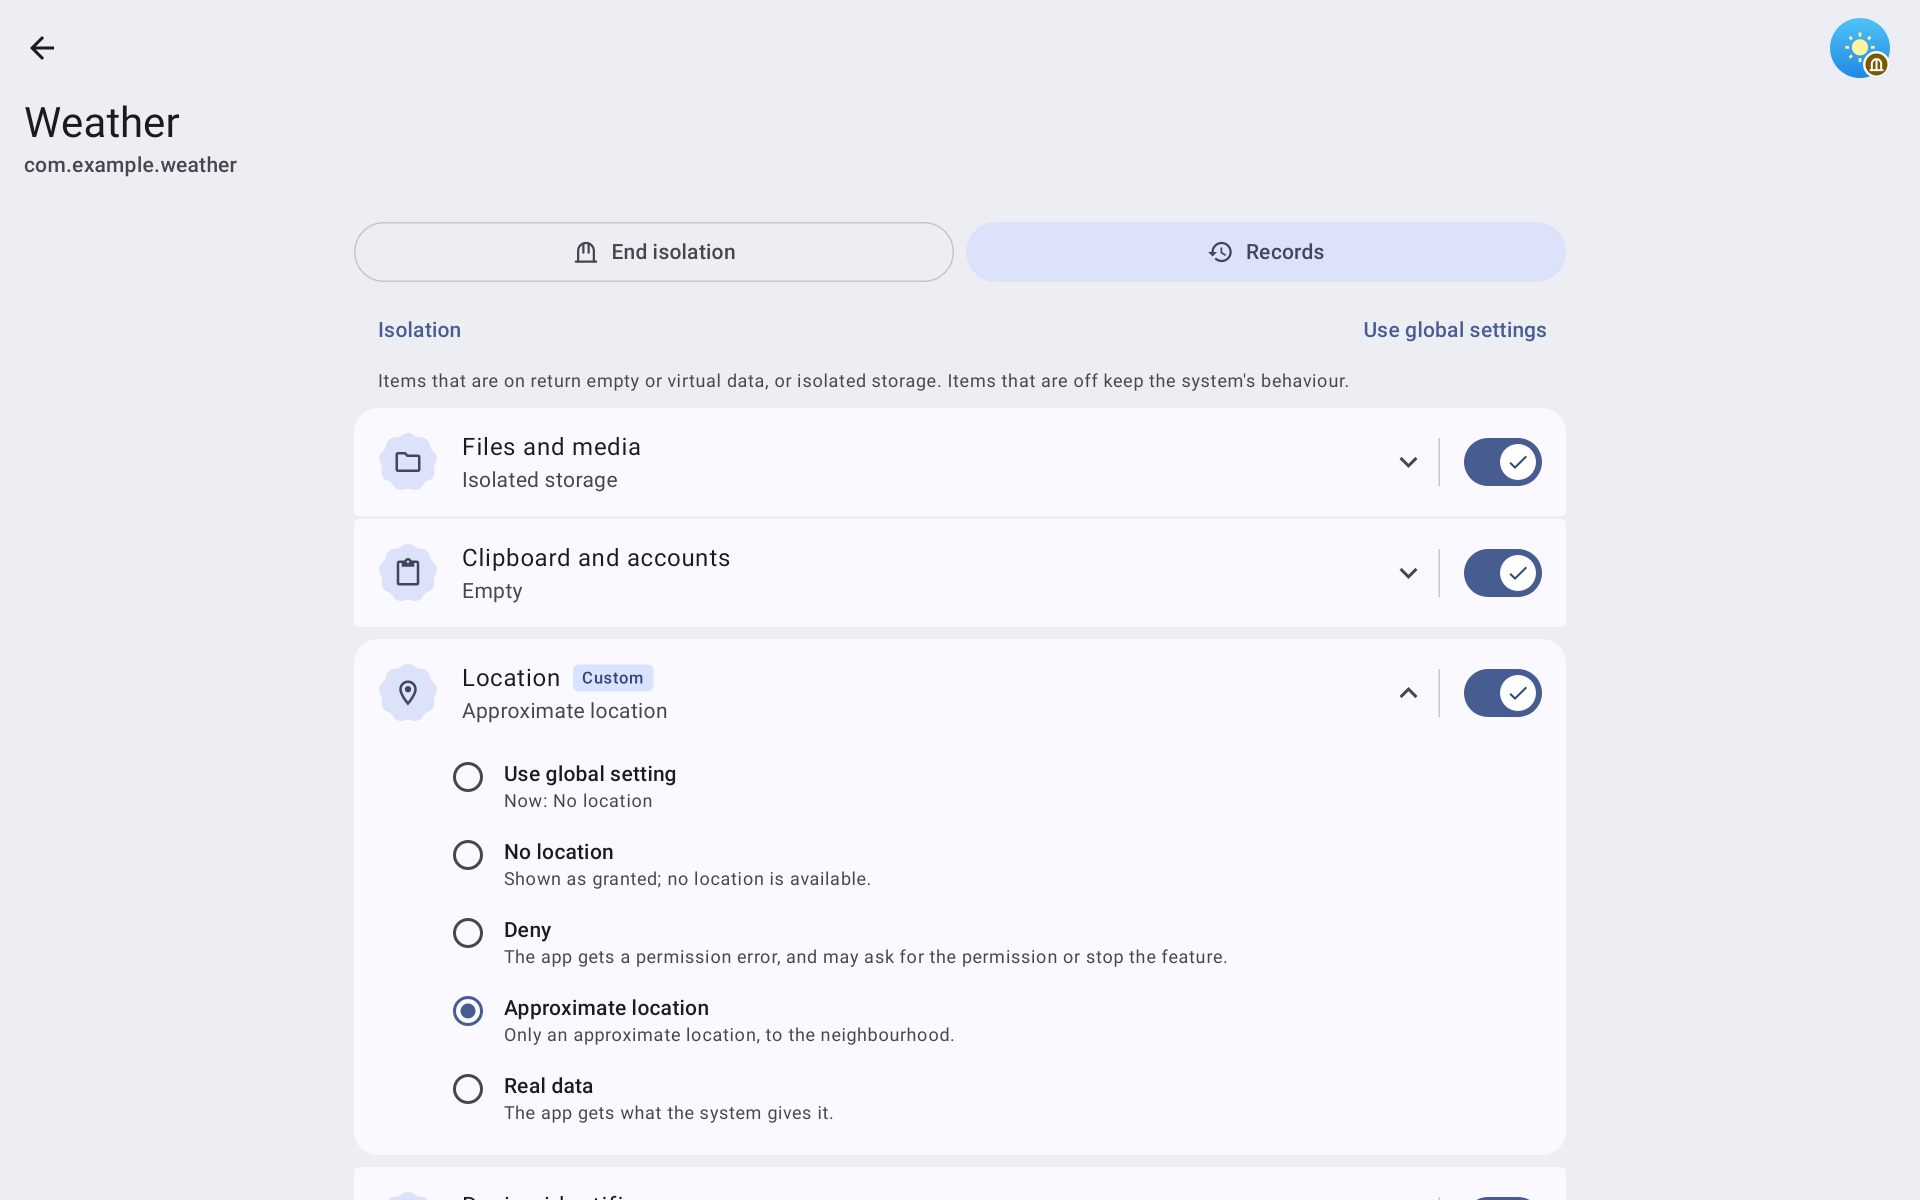 Weather
com.example.weather
End isolation
Records
Isolation
Use global settings
Items that are on return empty or virtual data, or isolated storage. Items that are off keep the system's behaviour.
Files and media
Isolated storage
Clipboard and accounts
Empty
Location
Custom
Approximate location
Use global setting
Now: No location
No location
Shown as granted; no location is available.
Deny
The app gets a permission error, and may ask for the permission or stop the feature.
Approximate location
Only an approximate location, to the neighbourhood.
Real data
The app gets what the system gives it.